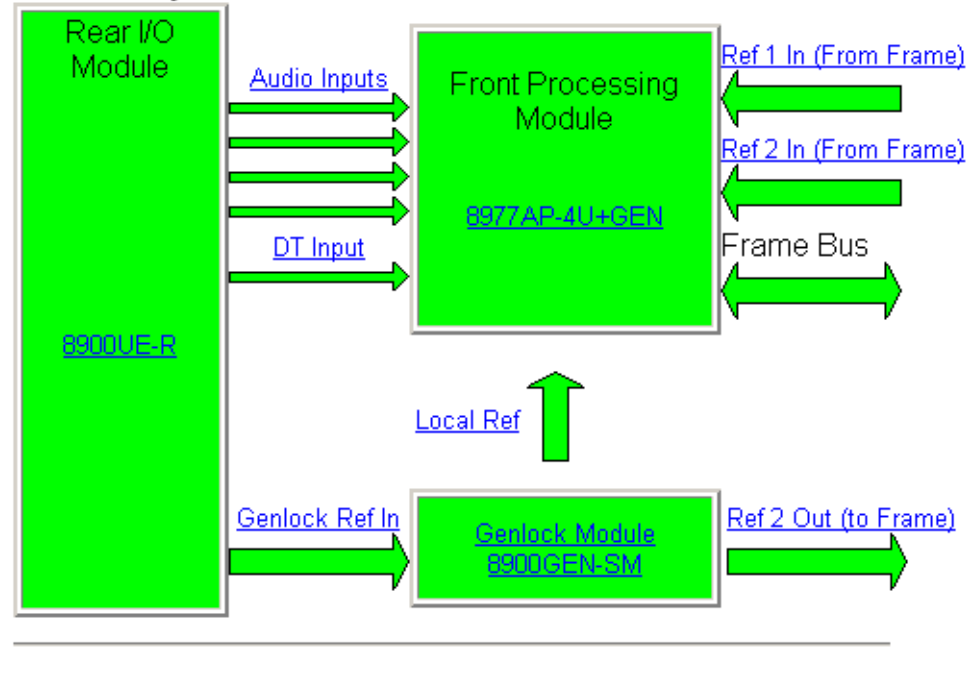 Rear I/O
Module
8900UE-R
Audio Inputs
DT Input
Front Processing
Module
8977AP-4U+GEN
Ref 1 In (From Frame)
Ref 2 In (From Frame)
Frame Bus
Local Ref
Genlock Ref In
Genlock Module
8900GEN-SM
Ref 2 Out (to Frame)